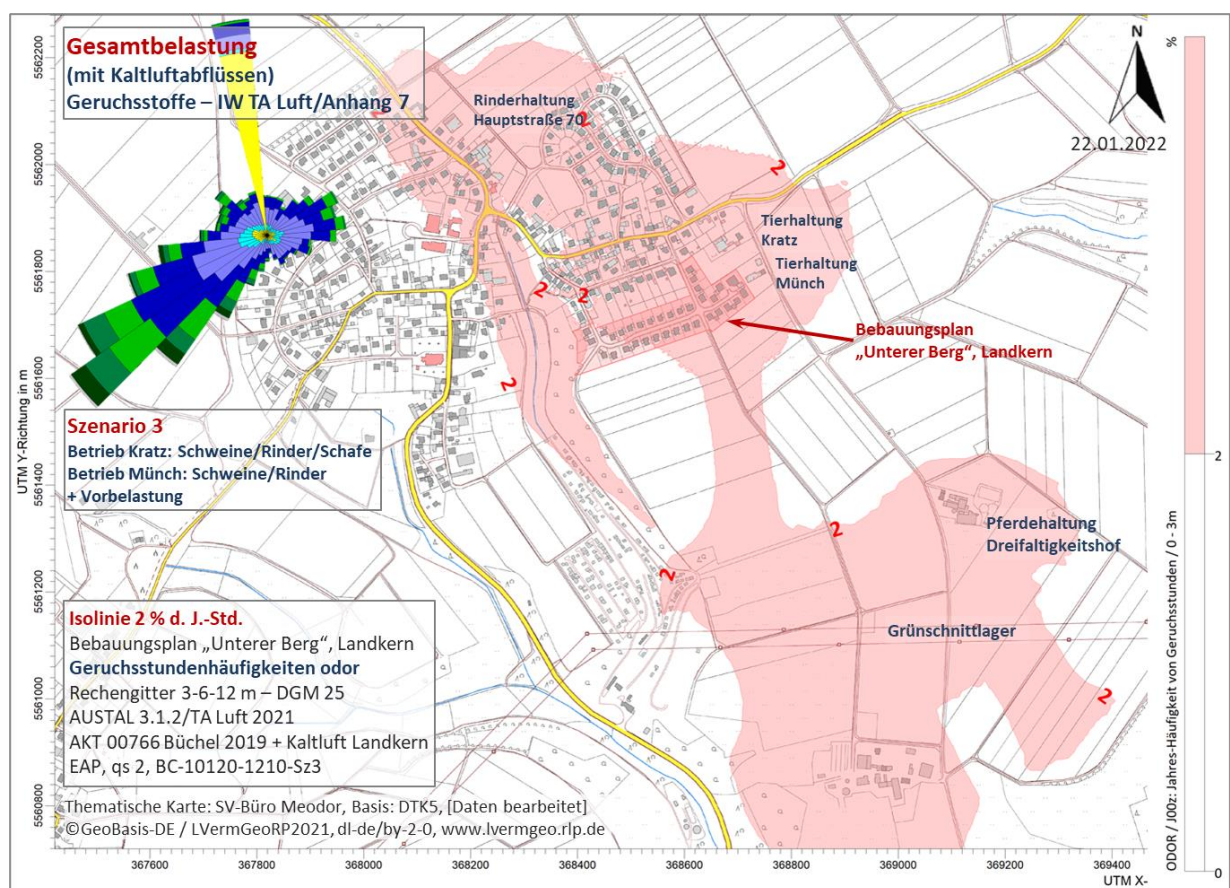 Gesamtbelastung
(mit Kaltluftabflüssen)
Geruchsstoffe – IW TA Luft/Anhang 7
Rinderhaltung
Hauptstraße 70
N
22.01.2022
%
2
2
2
Tierhaltung
Kratz
Tierhaltung
Münch
2
2
Bebauungsplan
„Unterer Berg“, Landkern
2
Szenario 3
Betrieb Kratz: Schweine/Rinder/Schafe
Betrieb Münch: Schweine/Rinder
+ Vorbelastung
2
Pferdehaltung
Dreifaltigkeitshof
2
2
Grünschnittlager
2
Isolinie 2 % d. J.-Std.
Bebauungsplan „Unterer Berg“, Landkern
Geruchsstundenhäufigkeiten odor
Rechengitter 3-6-12 m – DGM 25
AUSTAL 3.1.2/TA Luft 2021
AKT 00766 Büchel 2019 + Kaltluft Landkern
EAP, qs 2, BC-10120-1210-Sz3
Thematische Karte: SV-Büro Meodor, Basis: DTK5, [Daten bearbeitet]
©GeoBasis-DE / LVermGeoRP2021, dl-de/by-2-0, www.lvermgeo.rlp.de
UTM Y-Richtung in m
5562200
5562000
5561800
5561600
5561400
5561200
5561000
5560800
367600
367800
368000
368200
368400
368600
368800
369000
369200
369400
UTM X-
0
ODOR / J00z: Jahres-Häufigkeit von Geruchsstunden / 0 - 3m